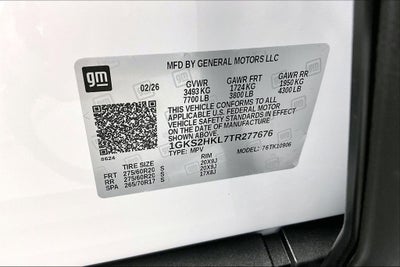 gm
MFD BY GENERAL MOTORS LLC
02/26 GVWR GAWR FRT GAWR RR
3493 KG 1724 KG 1950 KG
7700 LB 3800 LB 4300 LB
THIS VEHICLE CONFORMS TO ALL
APPLICABLE U.S. FEDERAL MOTOR
VEHICLE SAFETY STANDARDS IN EFFECT
ON THE DATE OF MANUFACTURE
SHOWN ABOVE.
1GKS2HKL7TR277676
TYPE: MPV MODEL: 76TK10906
S624
TIRE SIZE RIM
FRT 275/60R20 S 20X9J
RR 275/60R20 S 20X9J
SPA 265/70R17 S 17X8J